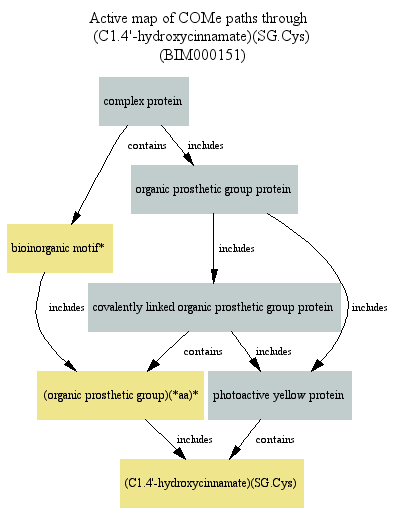 Active map of COMe paths through
(C1.4'-hydroxycinnamate)(SG.Cys)
(BIM000151)
complex protein
contains
includes
organic prosthetic group protein
bioinorganic motif*
includes
covalently linked organic prosthetic group protein
includes
includes
contains
includes
(organic prosthetic group)(*aa)*
photoactive yellow protein
includes
contains
(C1.4'-hydroxycinnamate)(SG.Cys)